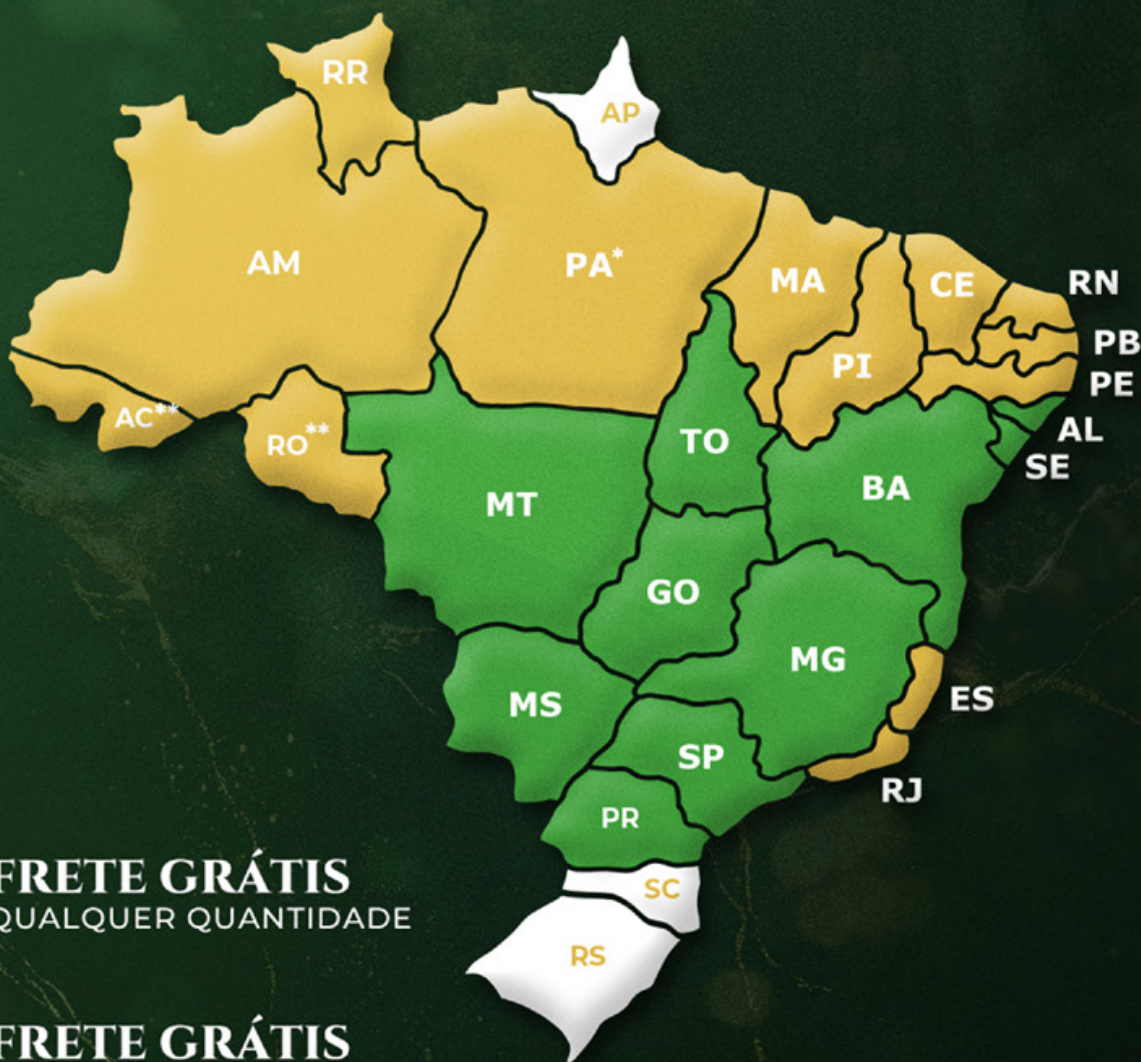 RR
AP
AM
PA*
MA
CE
RN
PB
PI
PE
AC**
RO**
AL
TO
SE
BA
MT
GO
MG
ES
MS
SP
RJ
PR
FRETE GRÁTIS
SC
QUALQUER QUANTIDADE
RS
FRETE GRÁTIS